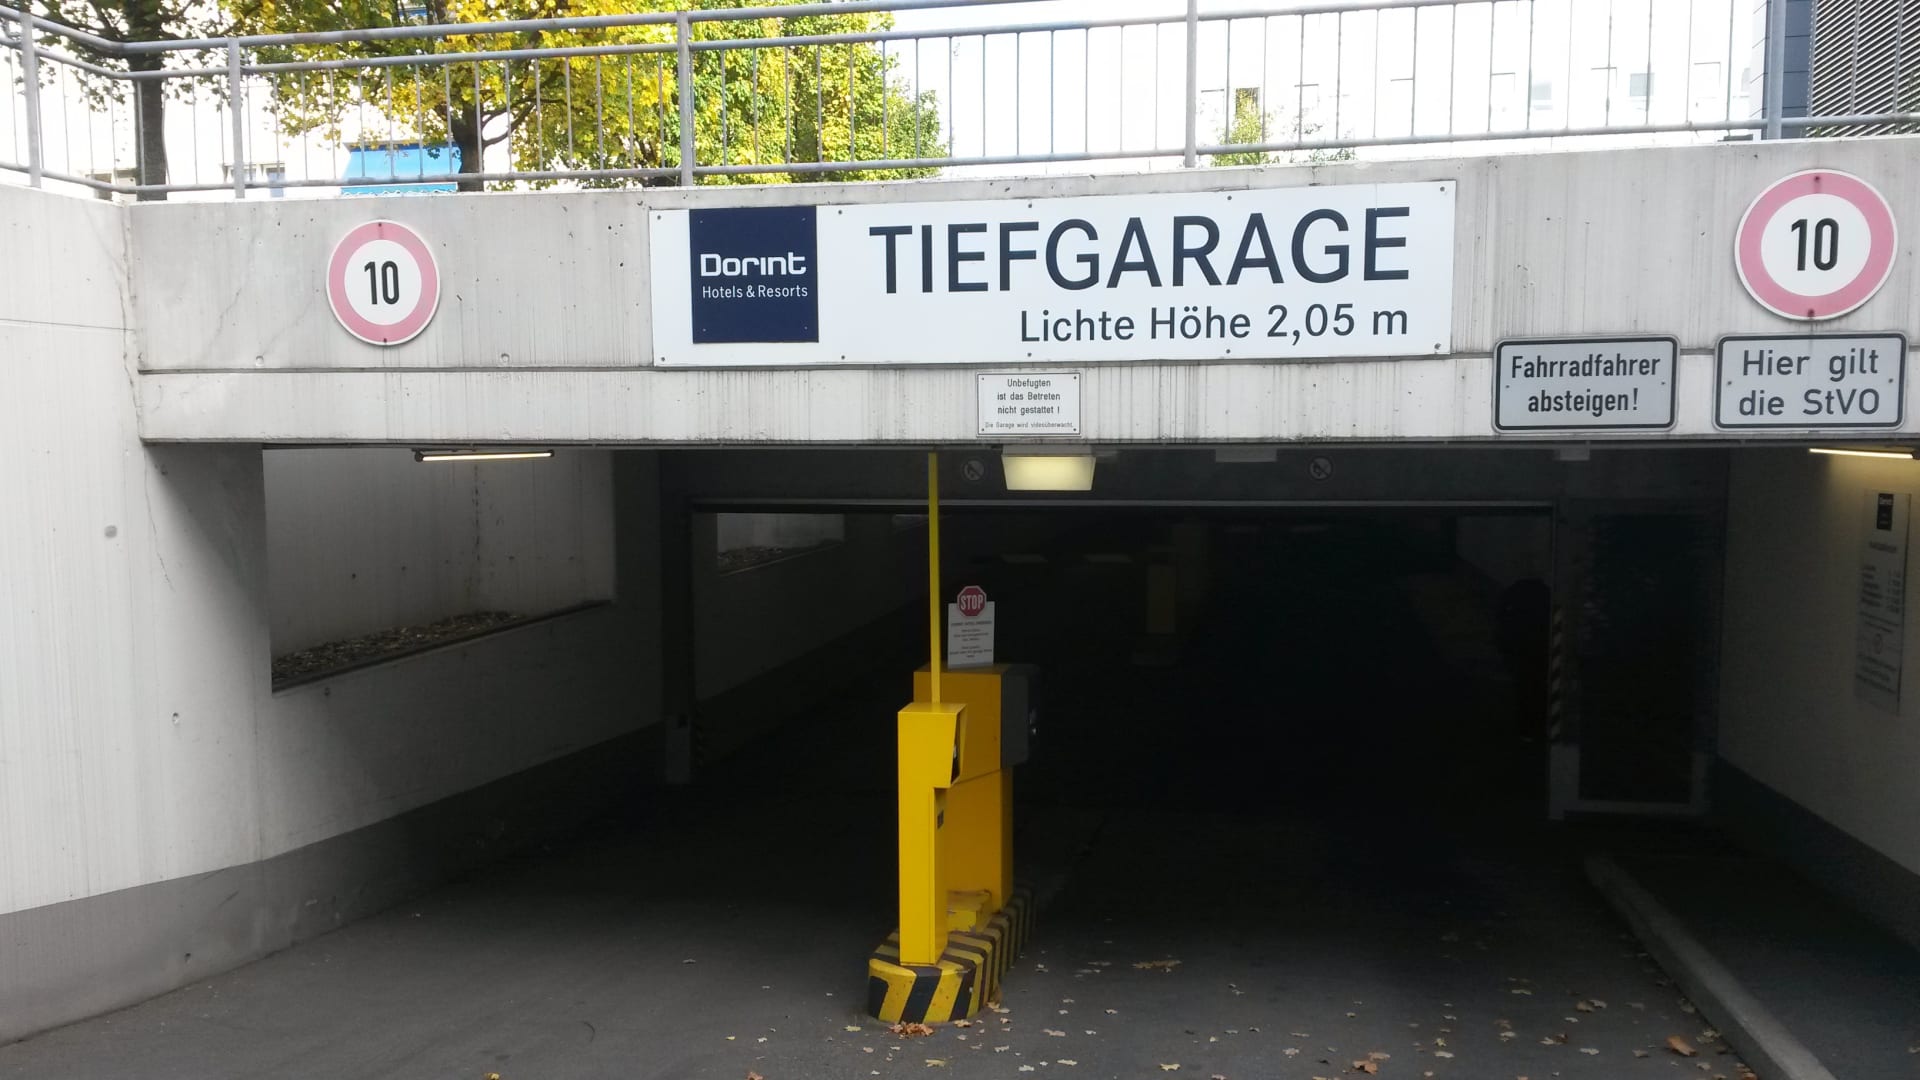 10
Dorint
Hotels & Resorts
TIEFGARAGE
Lichte Höhe 2,05 m
10
Unbefugten
ist das Betreten
nicht gestattet !
Die Garage wird videoüberwacht.
Fahrradfahrer
absteigen!
Hier gilt
die StVO
STOP
Dorint